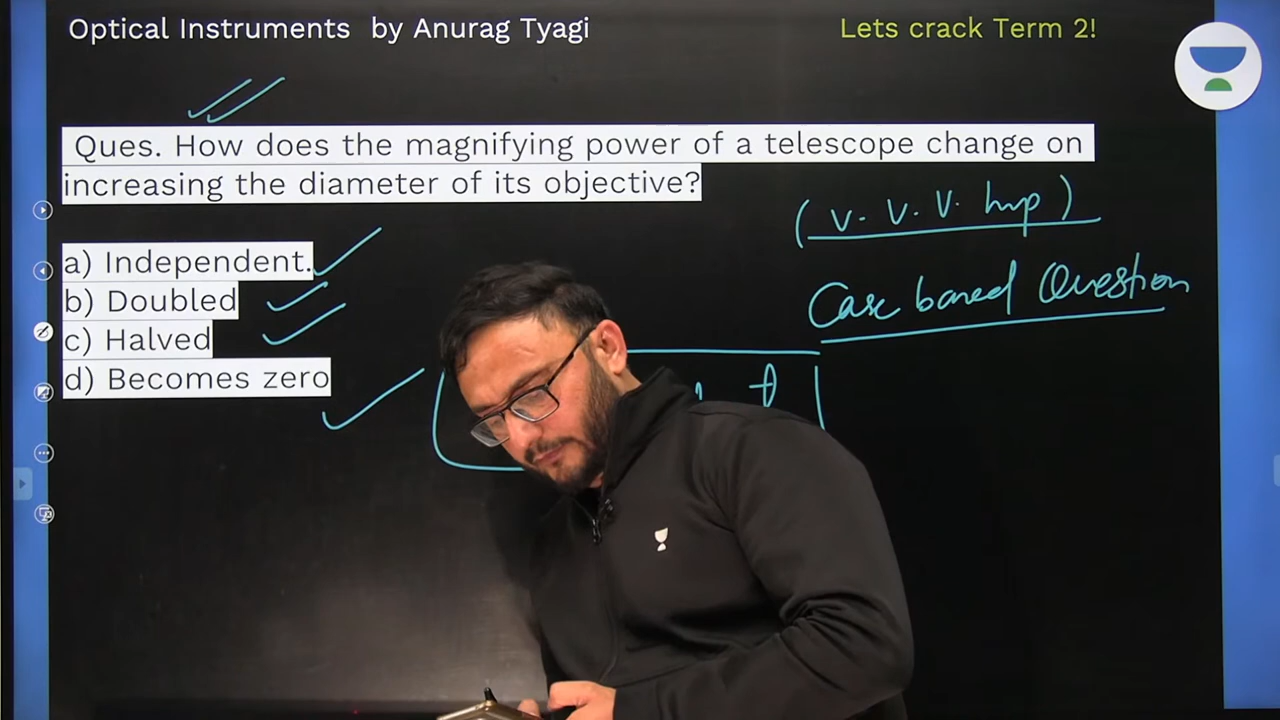 Optical Instruments by Anurag Tyagi
Lets crack Term 2!
Ques. How does the magnifying power of a telescope change on
increasing the diameter of its objective?
(V. V. V. Imp)
a) Independent.
b) Doubled
Case based Question
c) Halved
d) Becomes zero